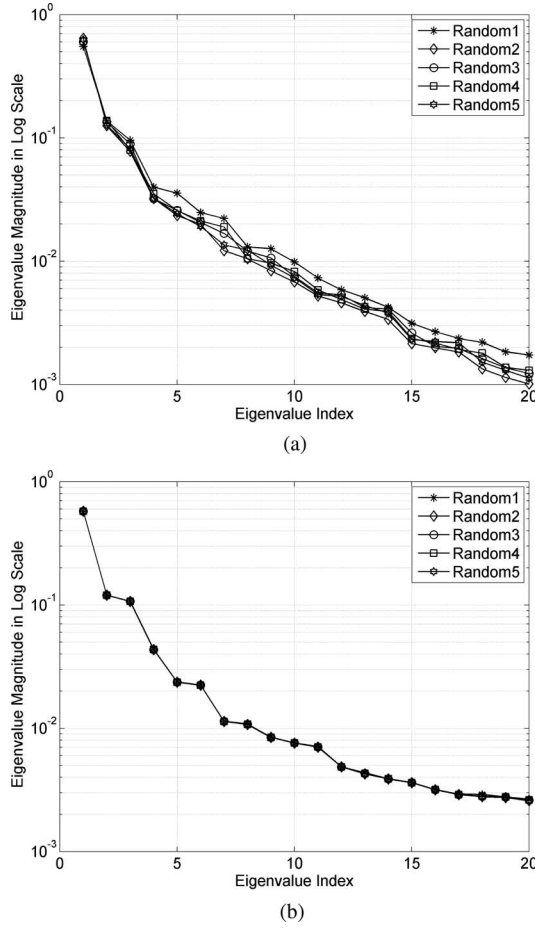 10^0
Random1
Random2
Random3
Random4
Random5
10^-1
10^-2
10^-3
Eigenvalue Magnitude in Log Scale
0 5 10 15 20
Eigenvalue Index
(a)
10^0
Random1
Random2
Random3
Random4
Random5
10^-1
10^-2
10^-3
Eigenvalue Magnitude in Log Scale
0 5 10 15 20
Eigenvalue Index
(b)